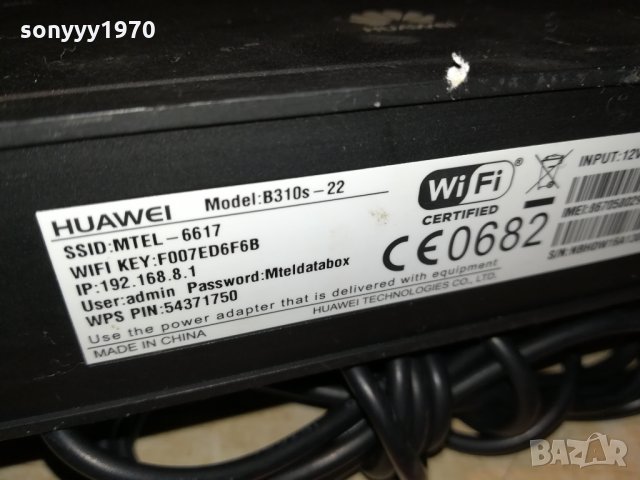 sonyyy1970
HUAWEI Model:B310s-22
SSID:MTEL-6617
WIFI KEY:F007ED6F6B
IP:192.168.8.1
User:admin Password:Mteldatabox
WPS PIN:54371750
Use the power adapter that is delivered with equipment
HUAWEI TECHNOLOGIES CO., LTD.
MADE IN CHINA
WiFi ®
CERTIFIED
CE0682
INPUT:12V
BAZAR